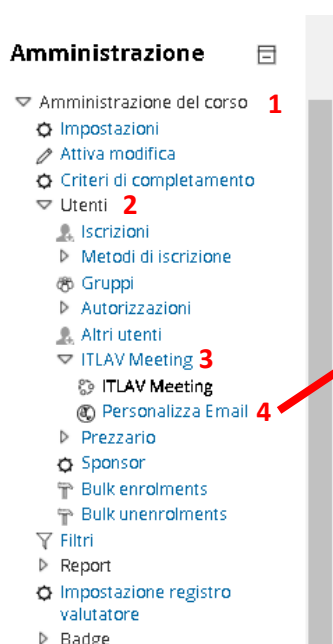 Amministrazione
Amministrazione del corso 1
Impostazioni
Attiva modifica
Criteri di completamento
Utenti 2
Iscrizioni
Metodi di iscrizione
Gruppi
Autorizzazioni
Altri utenti
ITLAV Meeting 3
ITLAV Meeting
Personalizza Email 4
Prezzario
Sponsor
Bulk enrolments
Bulk unenrolments
Filtri
Report
Impostazione registro
valutatore
Badge